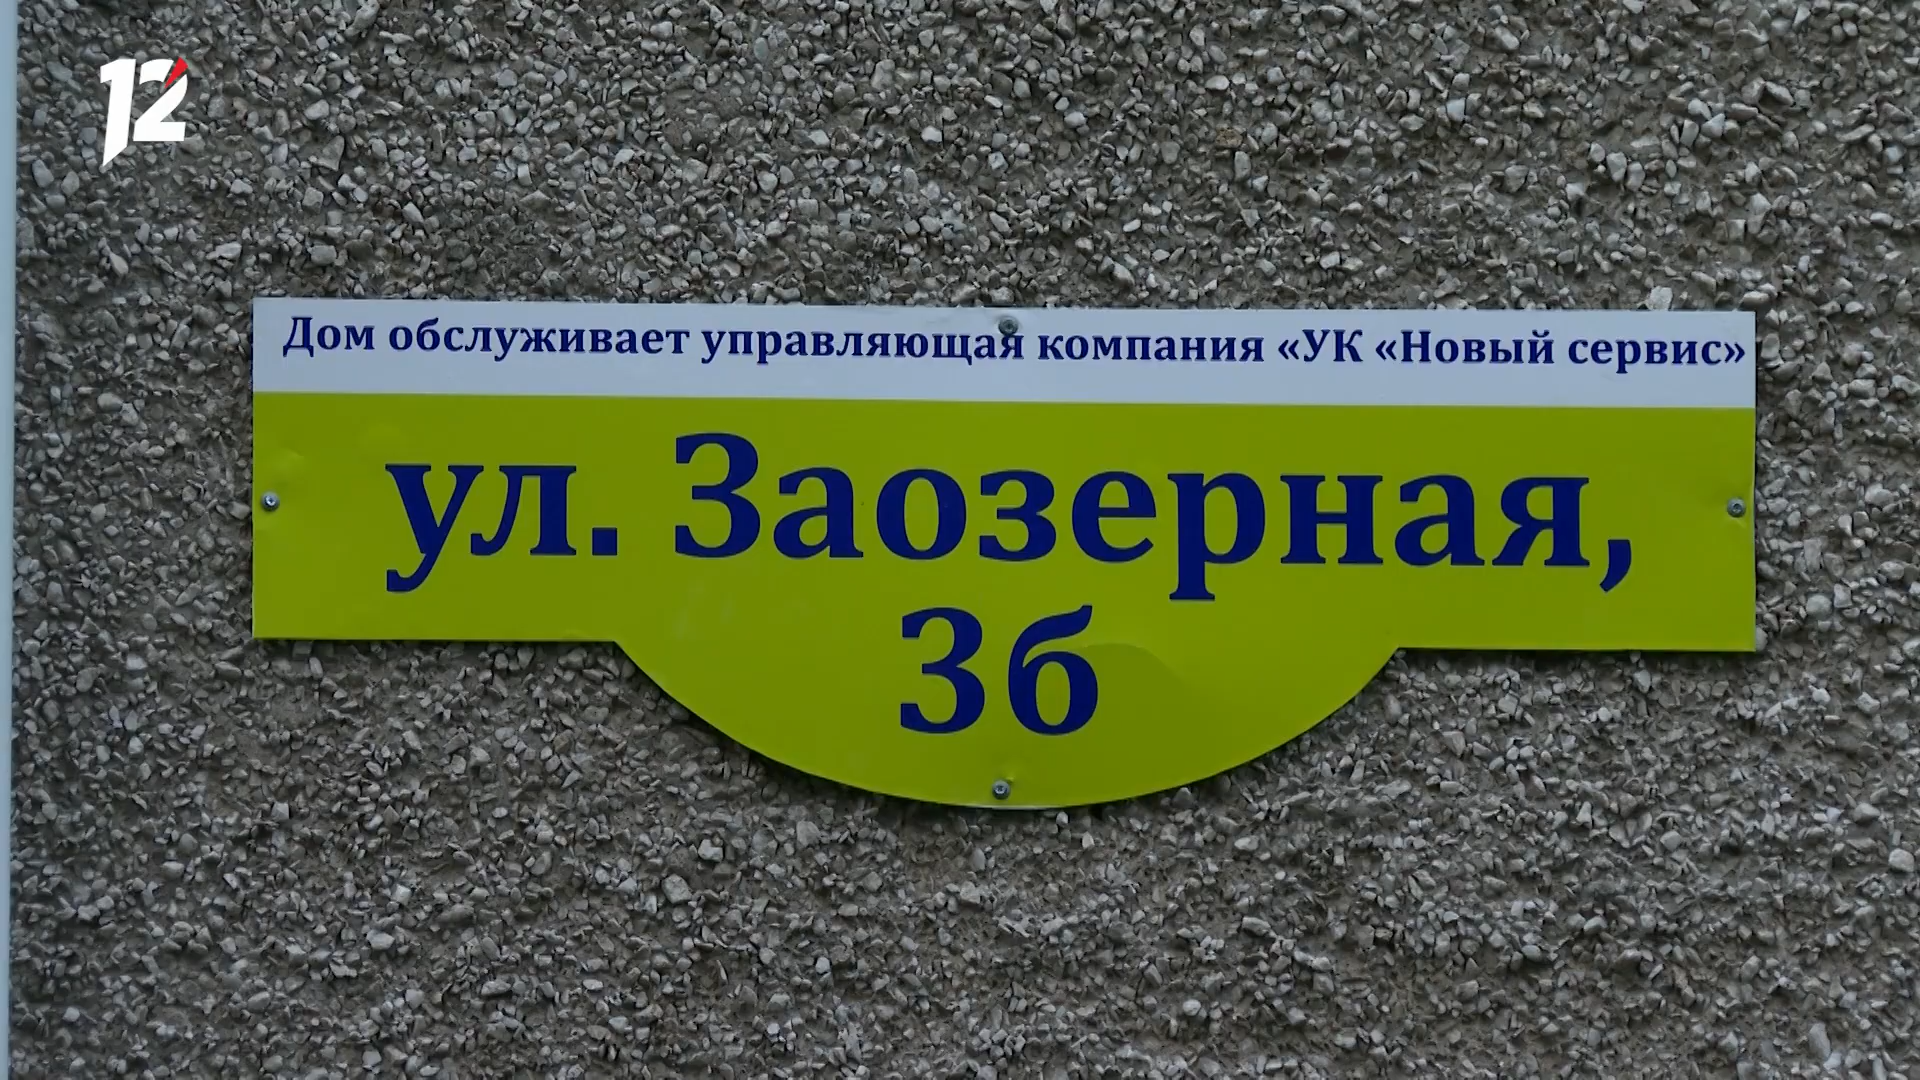 12
Дом обслуживает управляющая компания «УК «Новый сервис»
ул. Заозерная,
3б